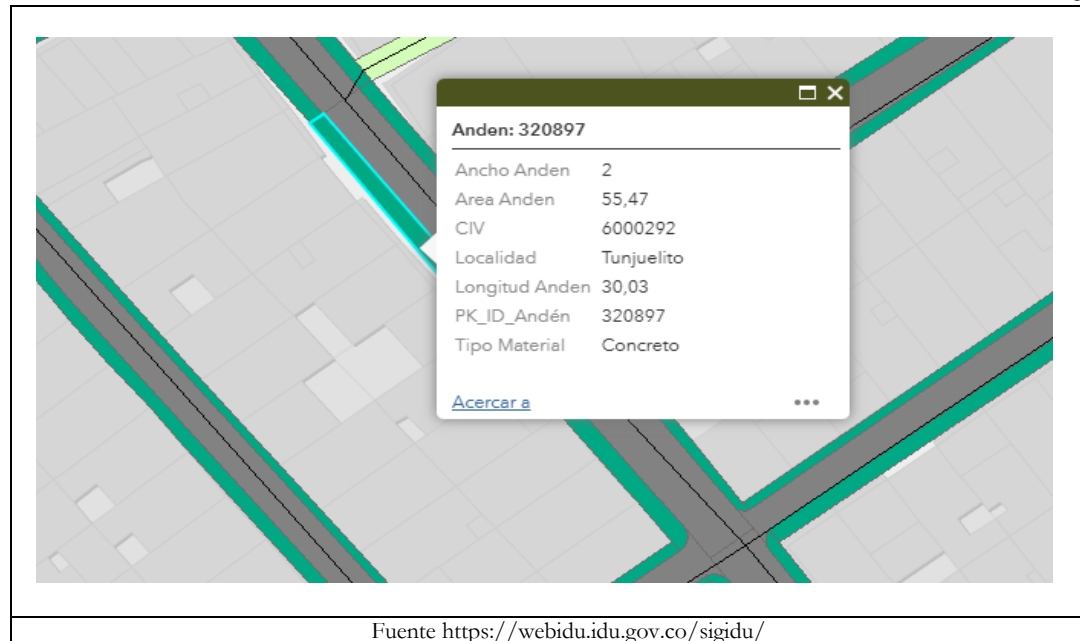 Anden: 320897
Ancho Anden 2
Area Anden 55,47
CIV 6000292
Localidad Tunjuelito
Longitud Anden 30,03
PK_ID_Andén 320897
Tipo Material Concreto
Acercar a
Fuente https://webidu.idu.gov.co/sigidu/